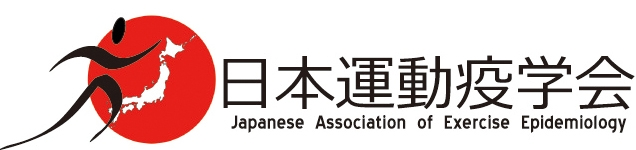 日本運動疫学会
Japanese Association of Exercise Epidemiology